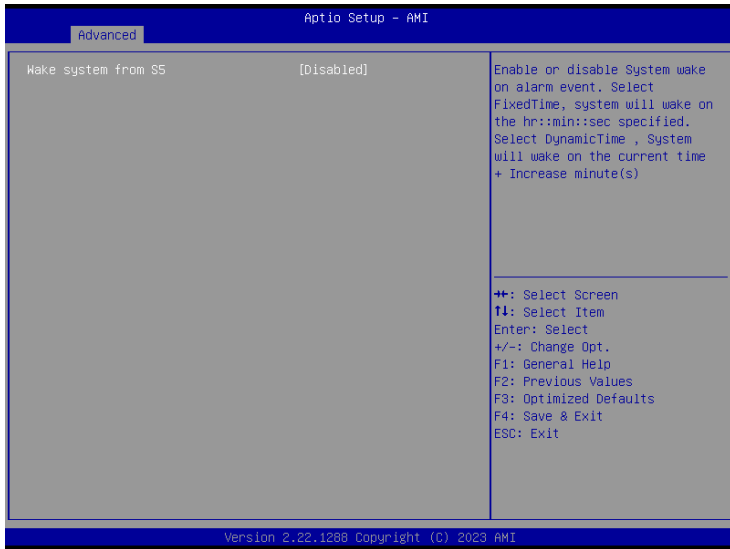 Aptio Setup – AMI
Advanced
Wake system from S5 [Disabled]
Enable or disable System wake
on alarm event. Select
FixedTime, system will wake on
the hr::min::sec specified.
Select DynamicTime , System
will wake on the current time
+ Increase minute(s)
→←: Select Screen
↑↓: Select Item
Enter: Select
+/-: Change Opt.
F1: General Help
F2: Previous Values
F3: Optimized Defaults
F4: Save & Exit
ESC: Exit
Version 2.22.1288 Copyright (C) 2023 AMI